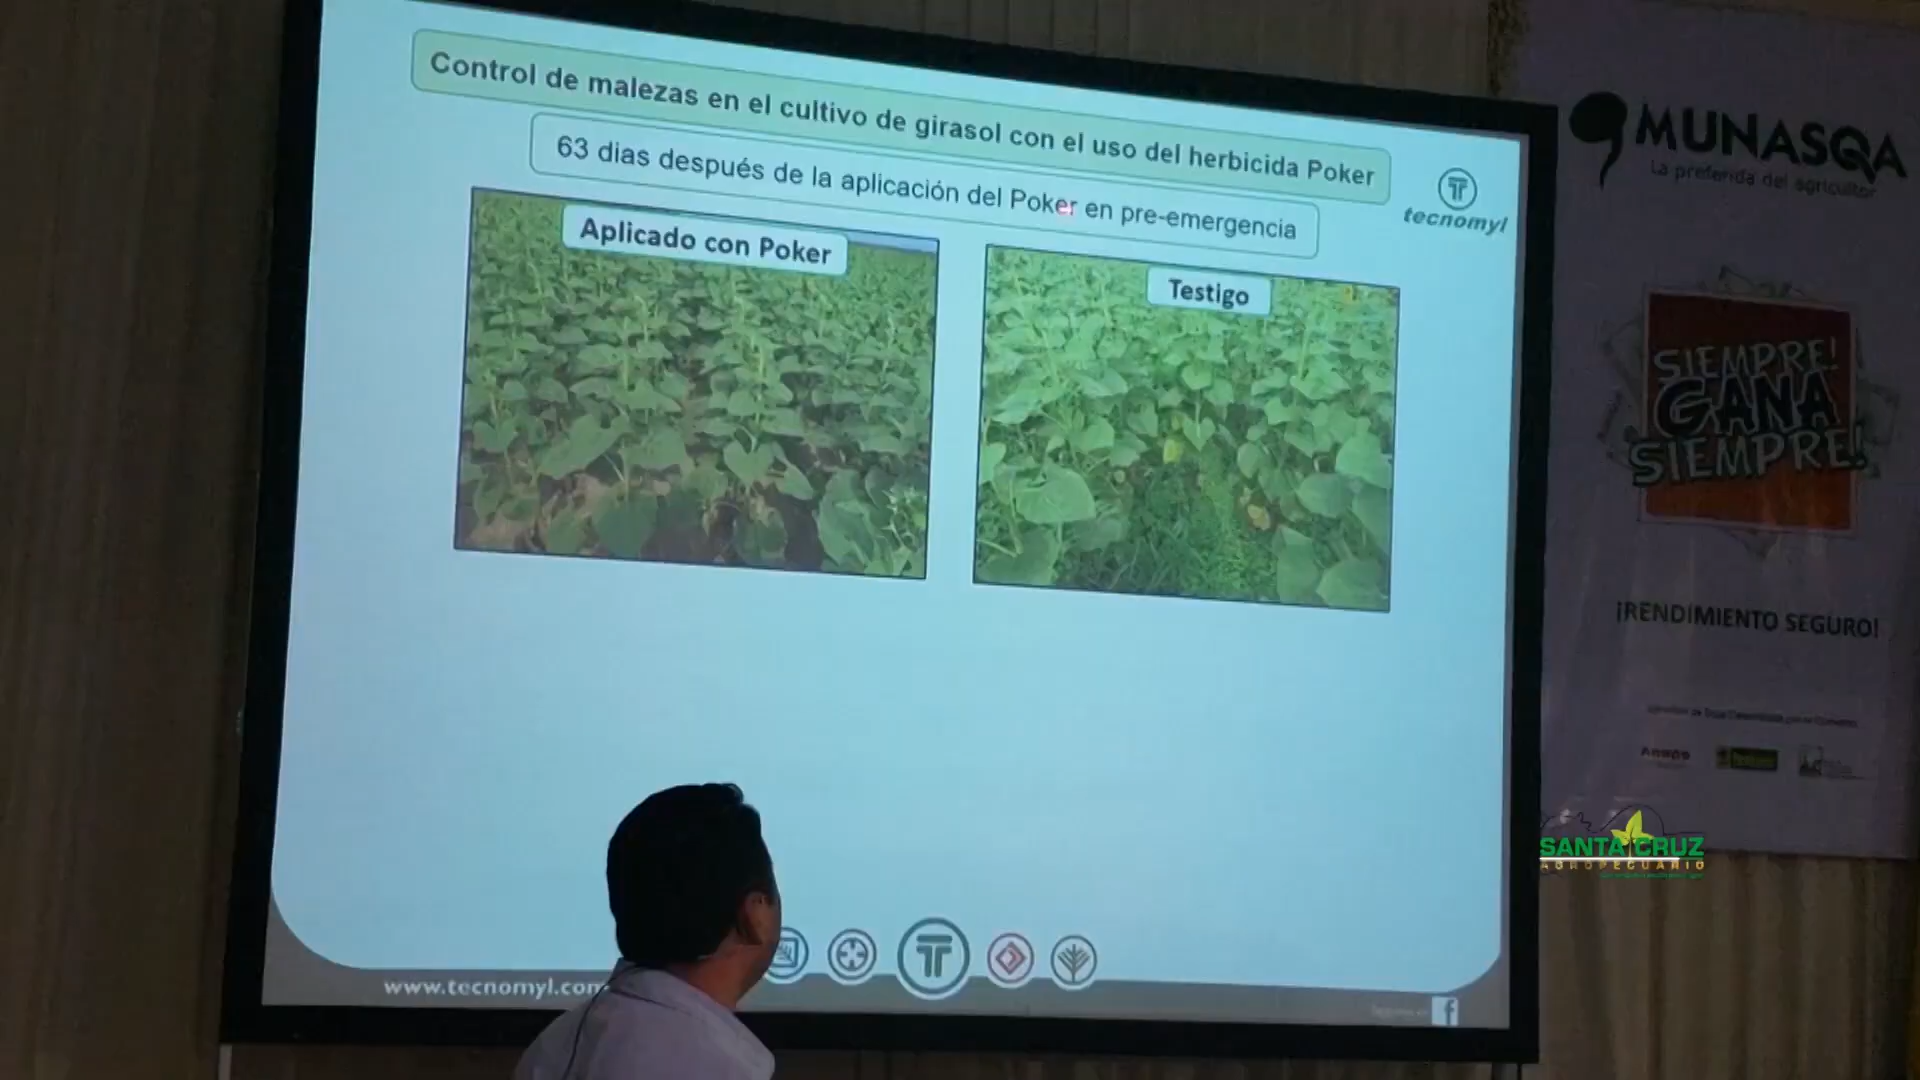 Control de malezas en el cultivo de girasol con el uso del herbicida Poker
63 dias después de la aplicación del Poker en pre-emergencia
tecnomyl
Aplicado con Poker
Testigo
www.tecnomyl.com
f
MUNASQA
La preferida del agricultor
SIEMPRE!
GANA
SIEMPRE!
¡RENDIMIENTO SEGURO!
Anapo
SANTA CRUZ
AGROPECUARIO